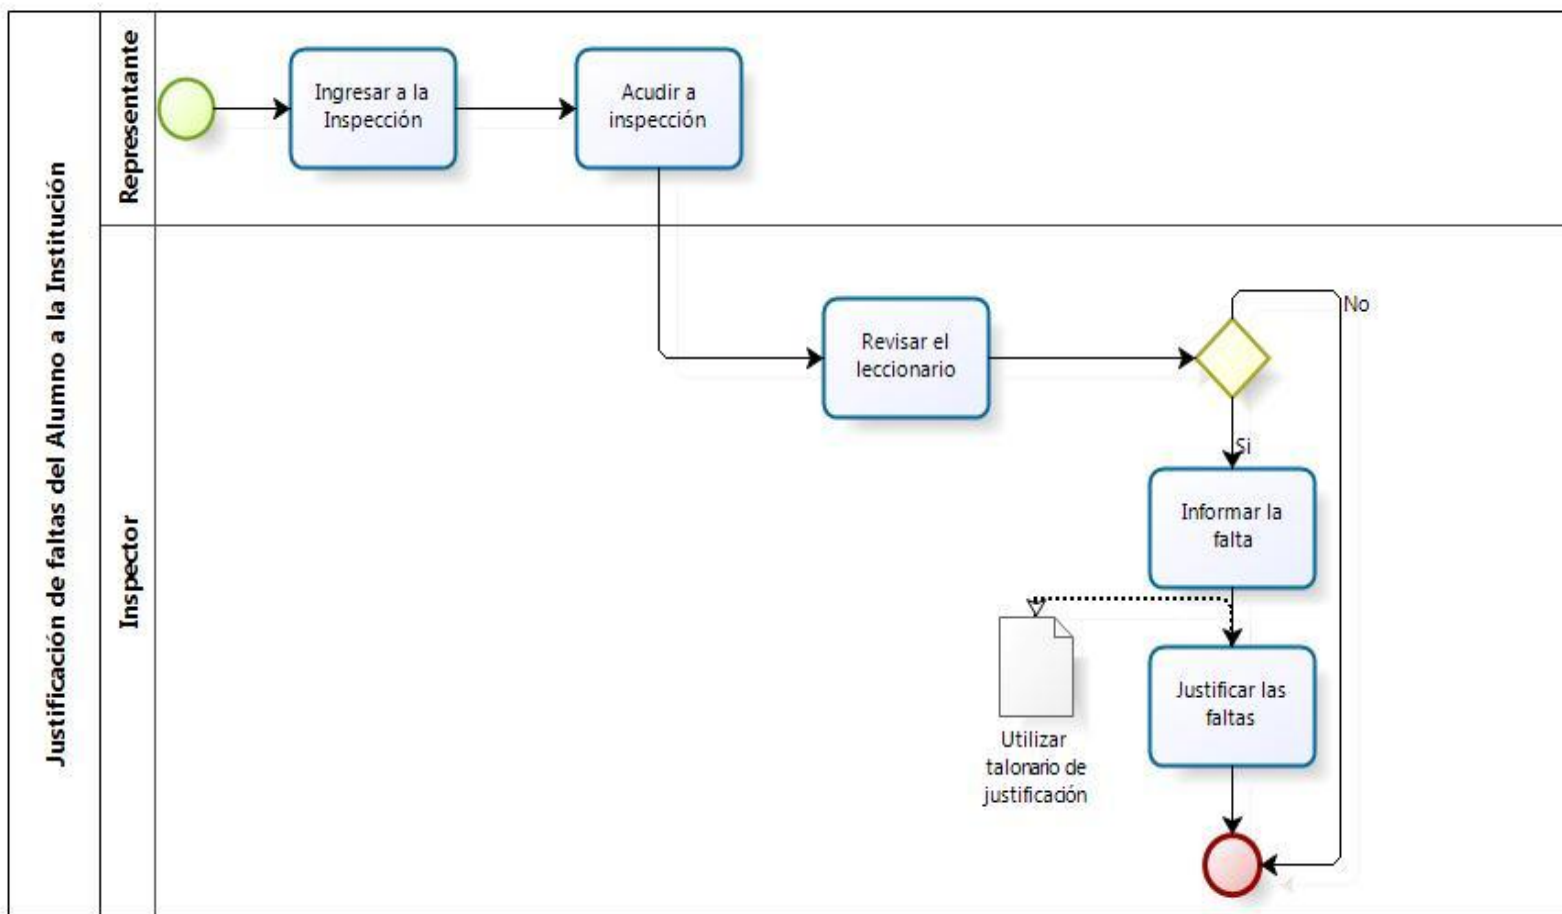 Justificación de faltas del Alumno a la Institución
Representante
Ingresar a la
Inspección
Acudir a
inspección
Inspector
Revisar el
leccionario
No
Si
Informar la
falta
Justificar las
faltas
Utilizar
talonario de
justificación